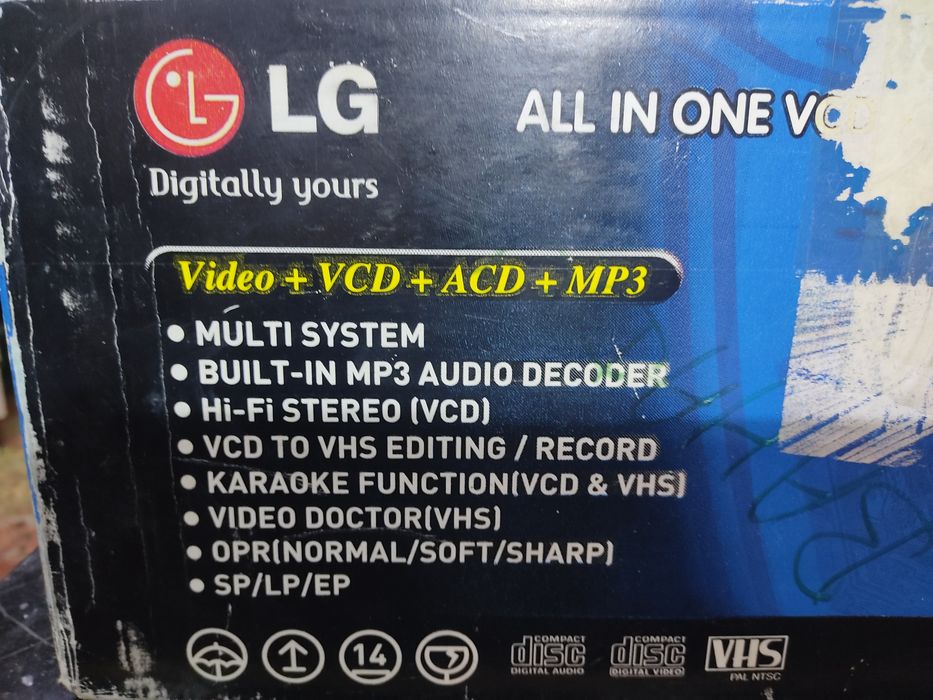 LG
Digitally yours
ALL IN ONE VCD
Video + VCD + ACD + MP3
• MULTI SYSTEM
• BUILT-IN MP3 AUDIO DECODER
• Hi-Fi STEREO (VCD)
• VCD TO VHS EDITING / RECORD
• KARAOKE FUNCTION(VCD & VHS)
• VIDEO DOCTOR(VHS)
• OPR(NORMAL/SOFT/SHARP)
• SP/LP/EP
14
COMPACT
disc
DIGITAL AUDIO
COMPACT
disc
DIGITAL VIDEO
VHS
PAL NTSC